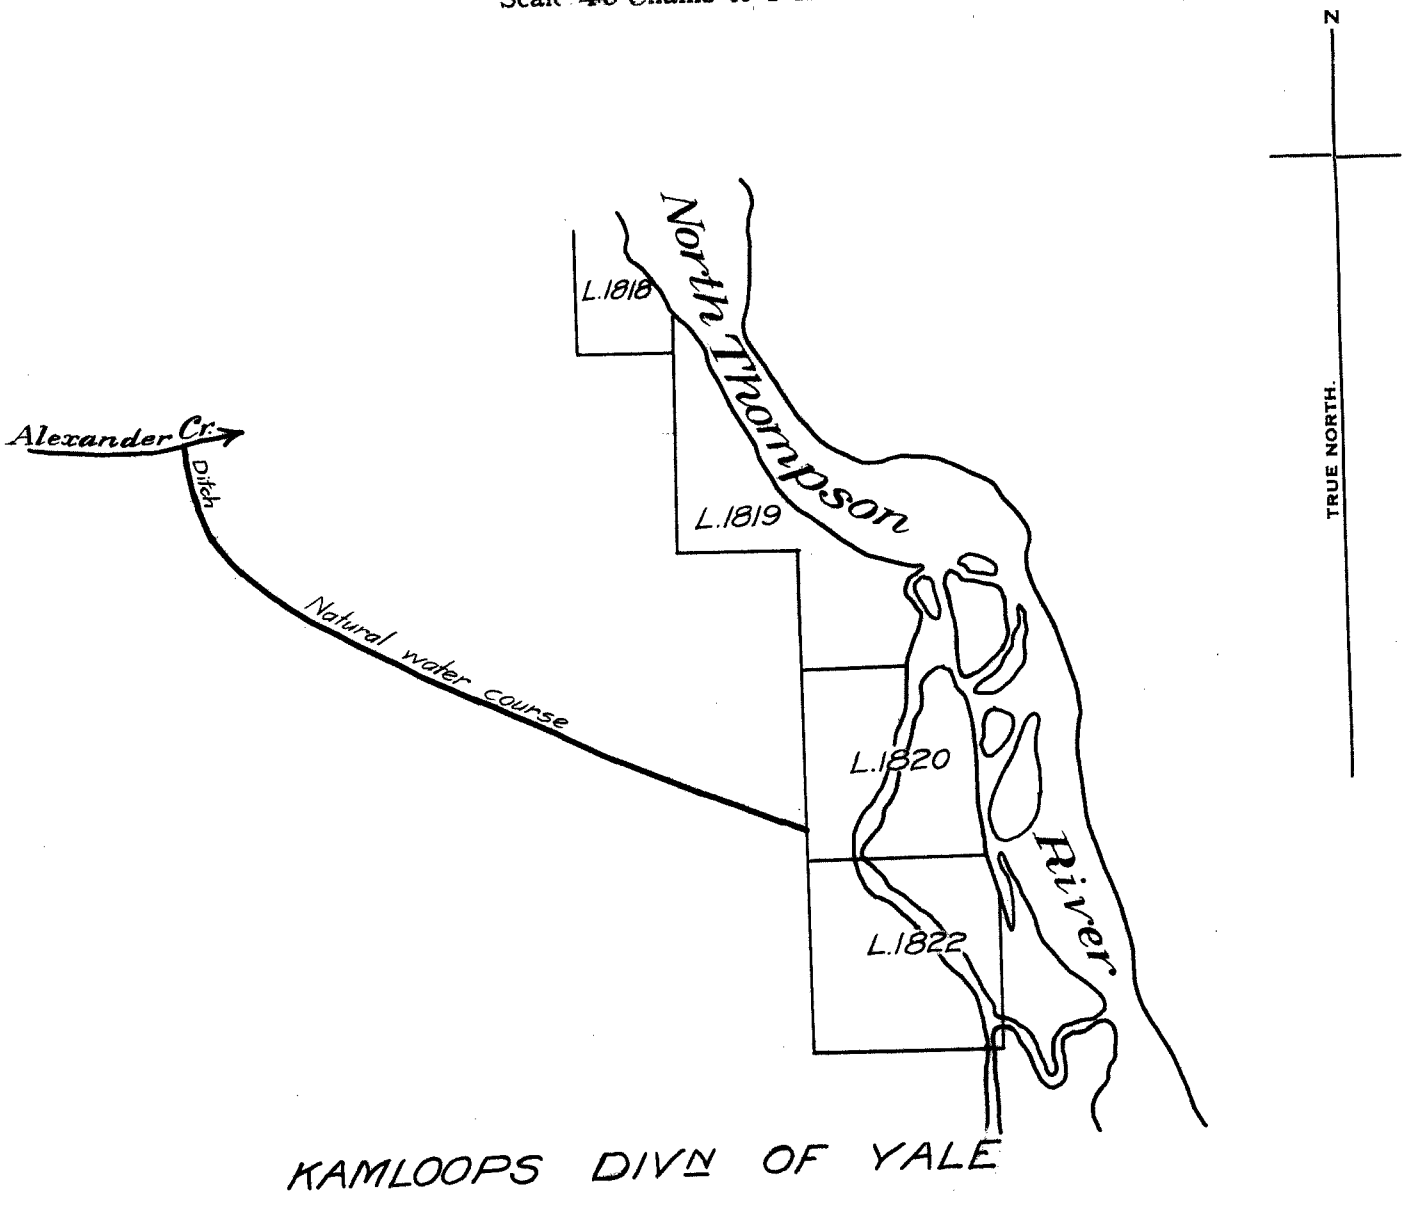 N
North Thompson River
L.1818
Alexander Cr.
Ditch
TRUE NORTH.
L.1819
Natural water course
L.1820
L.1822
KAMLOOPS DIVN OF YALE